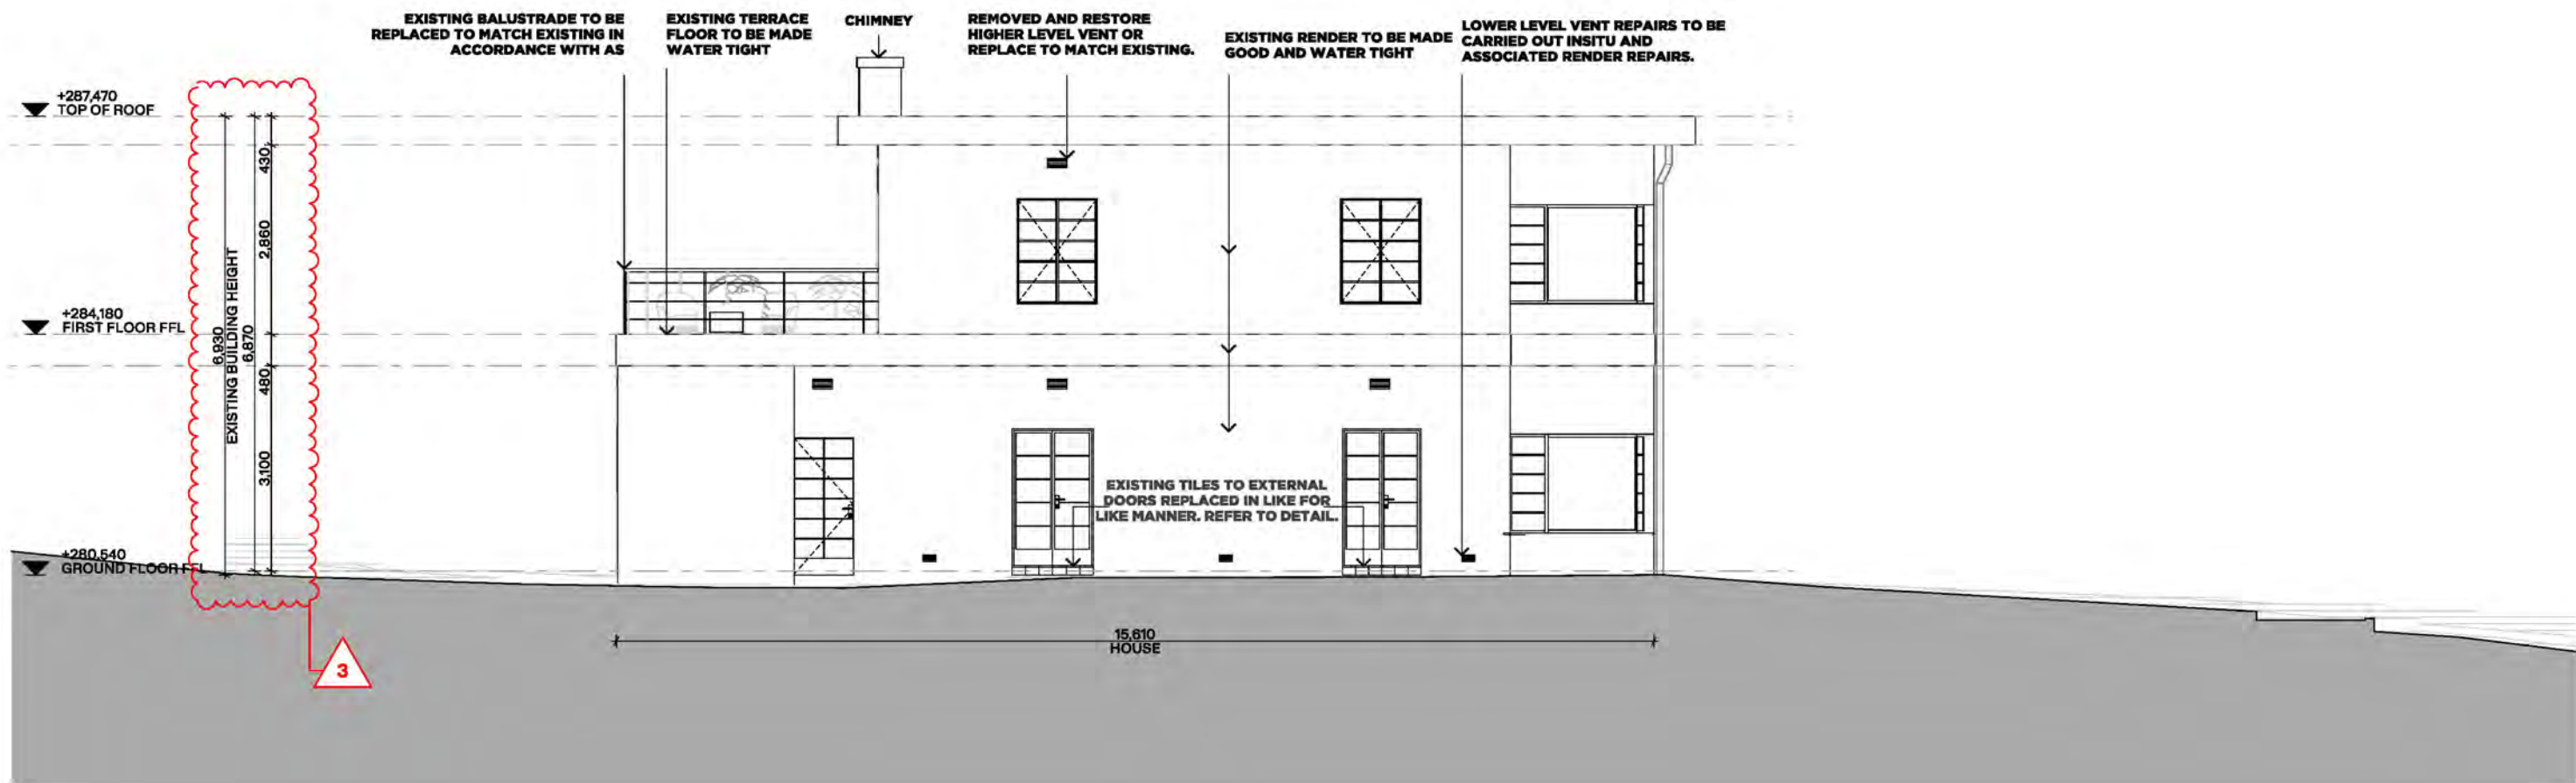 EXISTING BALUSTRADE TO BE
REPLACED TO MATCH EXISTING IN
ACCORDANCE WITH AS
EXISTING TERRACE
FLOOR TO BE MADE
WATER TIGHT
CHIMNEY
REMOVED AND RESTORE
HIGHER LEVEL VENT OR
REPLACE TO MATCH EXISTING.
EXISTING RENDER TO BE MADE
GOOD AND WATER TIGHT
LOWER LEVEL VENT REPAIRS TO BE
CARRIED OUT INSITU AND
ASSOCIATED RENDER REPAIRS.
+287,470
TOP OF ROOF
430
2,860
+284,180
FIRST FLOOR FFL
6,930
EXISTING BUILDING HEIGHT
6,870
480
3,100
EXISTING TILES TO EXTERNAL
DOORS REPLACED IN LIKE FOR
LIKE MANNER. REFER TO DETAIL.
+280,540
GROUND FLOOR FFL
15,610
HOUSE
3